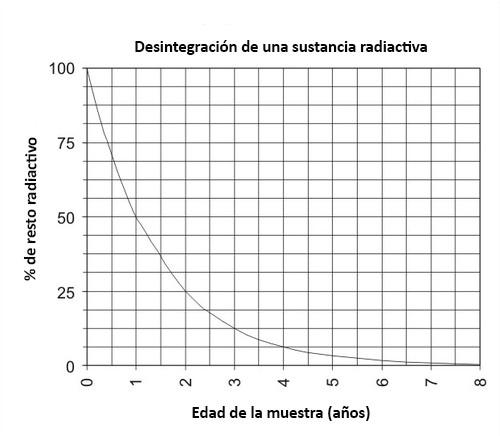 Desintegración de una sustancia radiactiva
% de resto radiactivo
100
75
50
25
0
0 1 2 3 4 5 6 7 8
Edad de la muestra (años)